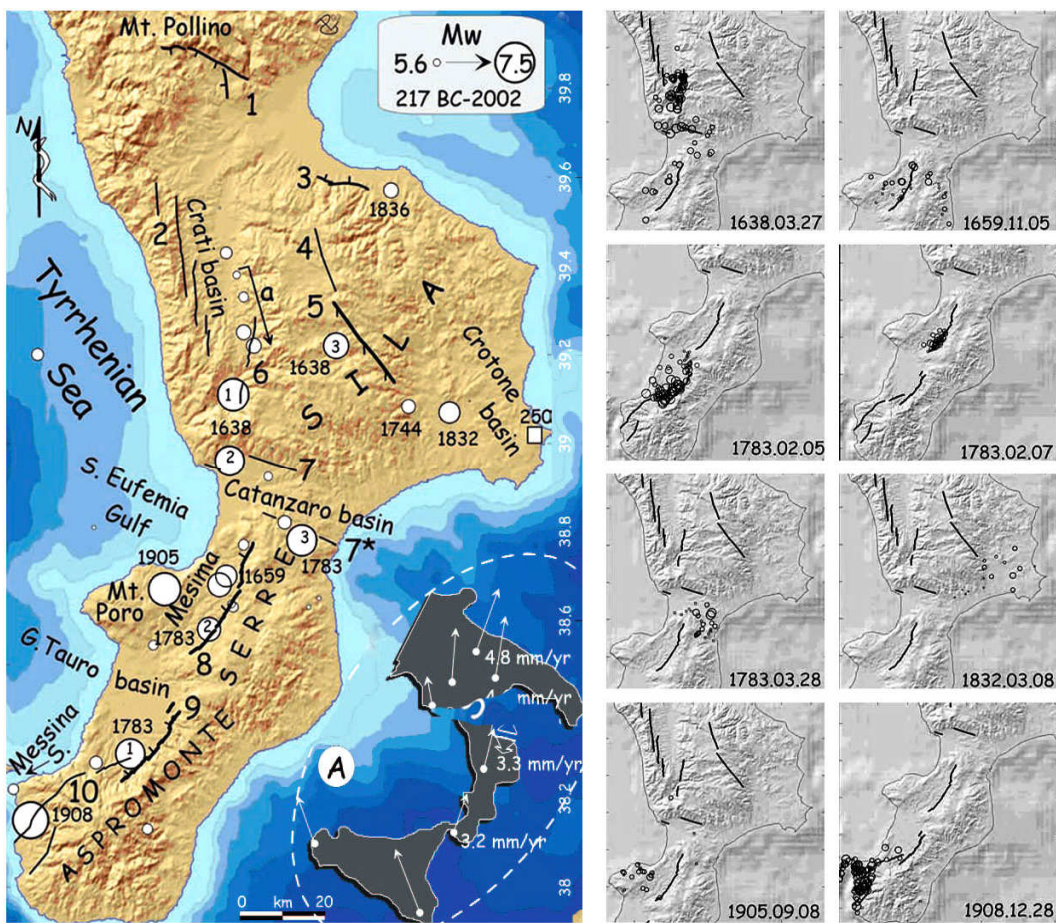 Mt. Pollino
Mw
5.6
7.5
217 BC-2002
1
N
39.8
39.6
39.4
39.2
39
38.8
38.6
38.2
38
2
Crati basin
3
1836
4
a
5
3
1638
6
1
1638
SILA
Crotone
basin
1744
1832
250
Tyrrhenian
Sea
2
7
Catanzaro basin
S. Eufemia
Gulf
3
1783
7*
1905
Mt.
Poro
Mesima
1659
SERRE
1783
2
8
G. Tauro basin
9
1783
1
Messina
S.
10
1908
ASPROMONTE
A
4.8 mm/yr
mm/yr
3.3
mm/yr
3.2 mm/yr
0 km 20
1638.03.27
1659.11.05
1783.02.05
1783.02.07
1783.03.28
1832.03.08
1905.09.08
1908.12.28